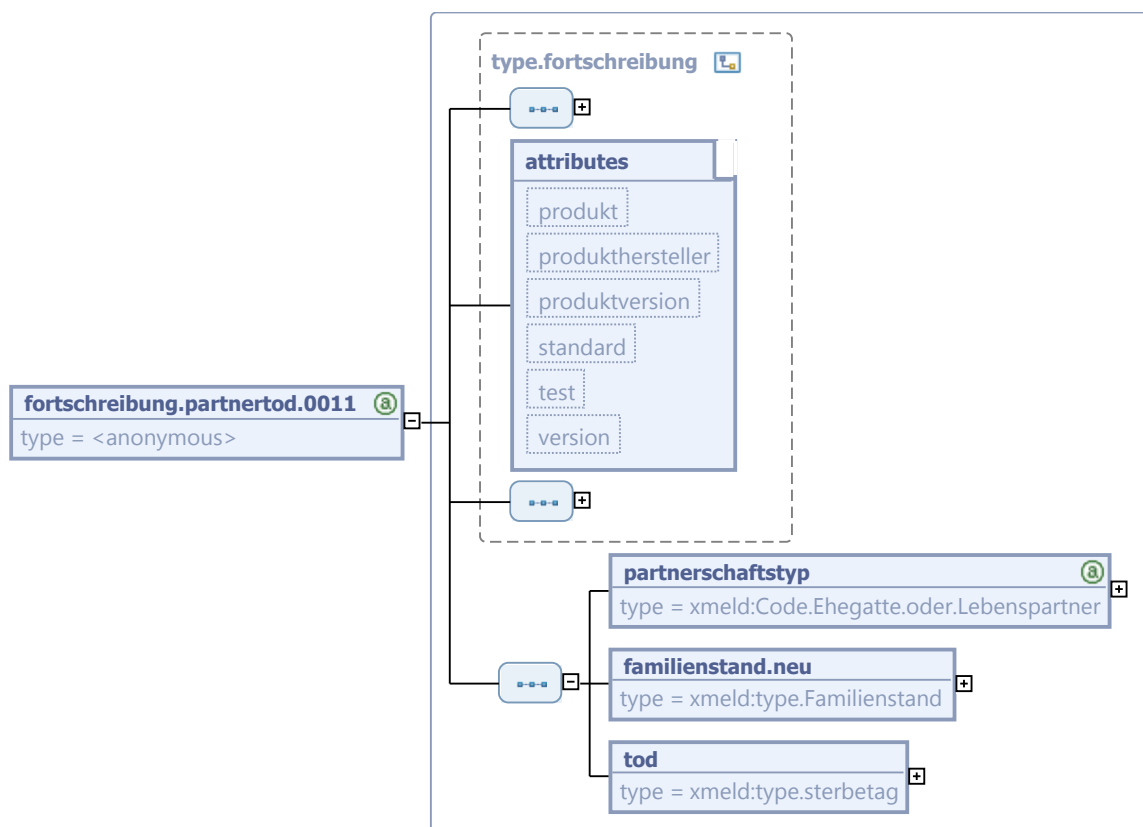 type.fortschreibung
attributes
produkt
produkthersteller
produktversion
standard
test
version
fortschreibung.partnertod.0011
type = <anonymous>
partnerschaftstyp
type = xmeld:Code.Ehegatte.oder.Lebenspartner
familienstand.neu
type = xmeld:type.Familienstand
tod
type = xmeld:type.sterbetag